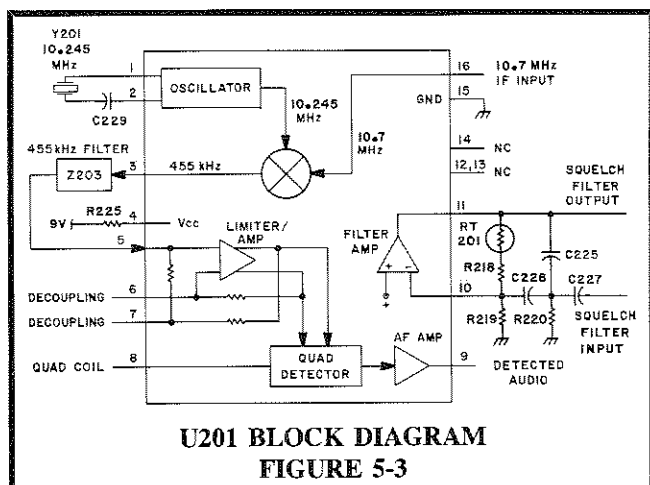 Y201
10.245
MHz
1
2
C229
OSCILLATOR
10.245
MHz
16
10.7 MHz
IF INPUT
15
GND
14
NC
12,13
NC
10.7
MHz
455kHz FILTER
Z203
3
455 kHz
R225
9V
4
Vcc
5
LIMITER/
AMP
FILTER
AMP
+
-
+
SQUELCH
FILTER
OUTPUT
11
RT
201
R218
C225
C226
C227
10
R219
R220
SQUELCH
FILTER
INPUT
DECOUPLING
6
DECOUPLING
7
QUAD COIL
8
QUAD
DETECTOR
AF AMP
9
DETECTED
AUDIO
U201 BLOCK DIAGRAM
FIGURE 5-3